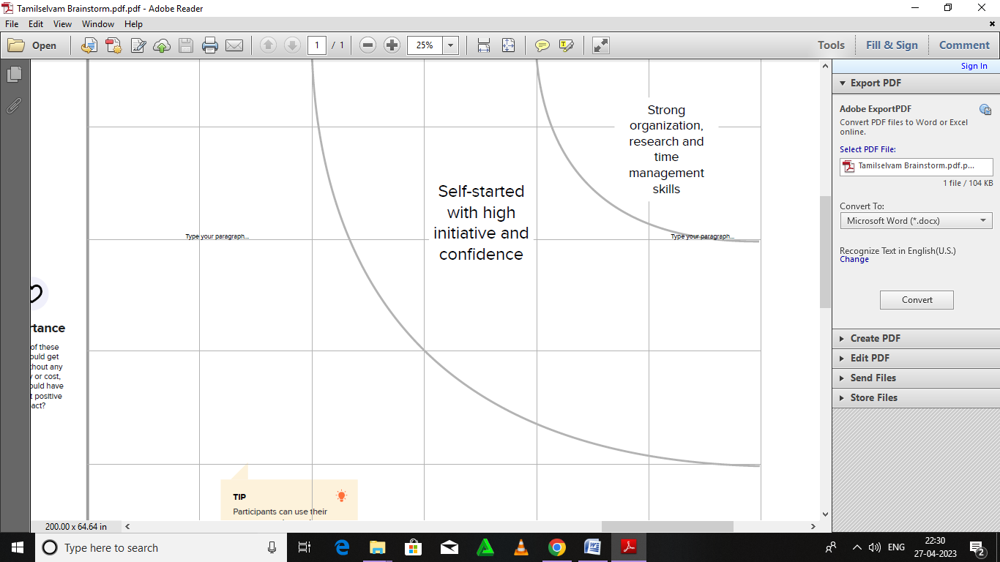 Tamilselvam Brainstorm.pdf.pdf - Adobe Reader
File Edit View Window Help
Open 1 / 1 25% Tools Fill & Sign Comment
Sign In
Export PDF
Adobe ExportPDF
Convert PDF files to Word or Excel
online.
Select PDF File:
Tamilselvam Brainstorm.pdf.p...
1 file / 104 KB
Convert To:
Microsoft Word (*.docx)
Recognize Text in English(U.S.)
Change
Convert
Create PDF
Edit PDF
Send Files
Store Files
Strong
organization,
research and
time
management
skills
Self-started
with high
initiative and
confidence
Type your paragraph...
Type your paragraph...
rtance
of these
ould get
thout any
y or cost,
ould have
t positive
act?
TIP
Participants can use their
200.00 x 64.64 in
Type here to search
ENG
22:30
27-04-2023
2